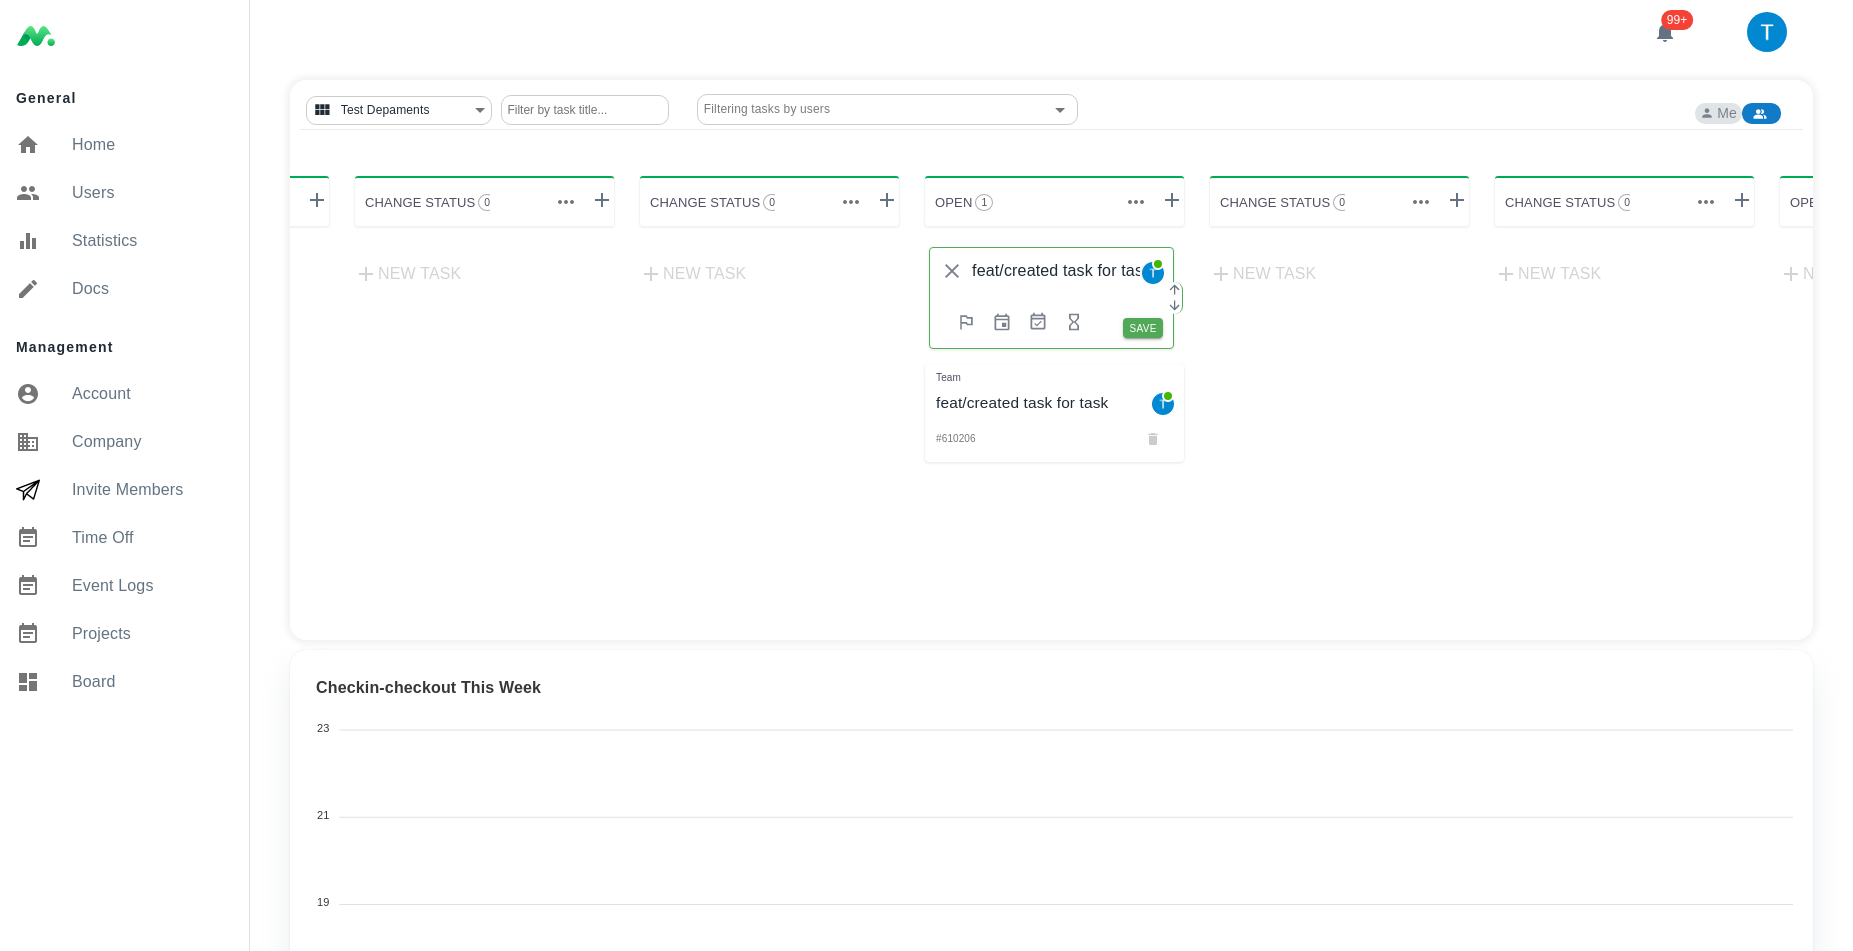 99+
T
General
Home
Users
Statistics
Docs
Management
Account
Company
Invite Members
Time Off
Event Logs
Projects
Board
Test Depaments
Filter by task title...
Filtering tasks by users
Me
CHANGE STATUS 0
CHANGE STATUS 0
OPEN 1
CHANGE STATUS 0
CHANGE STATUS 0
OPE
NEW TASK
NEW TASK
feat/created task for tas
T
SAVE
NEW TASK
NEW TASK
N
Team
feat/created task for task
T
#610206
Checkin-checkout This Week
23
21
19